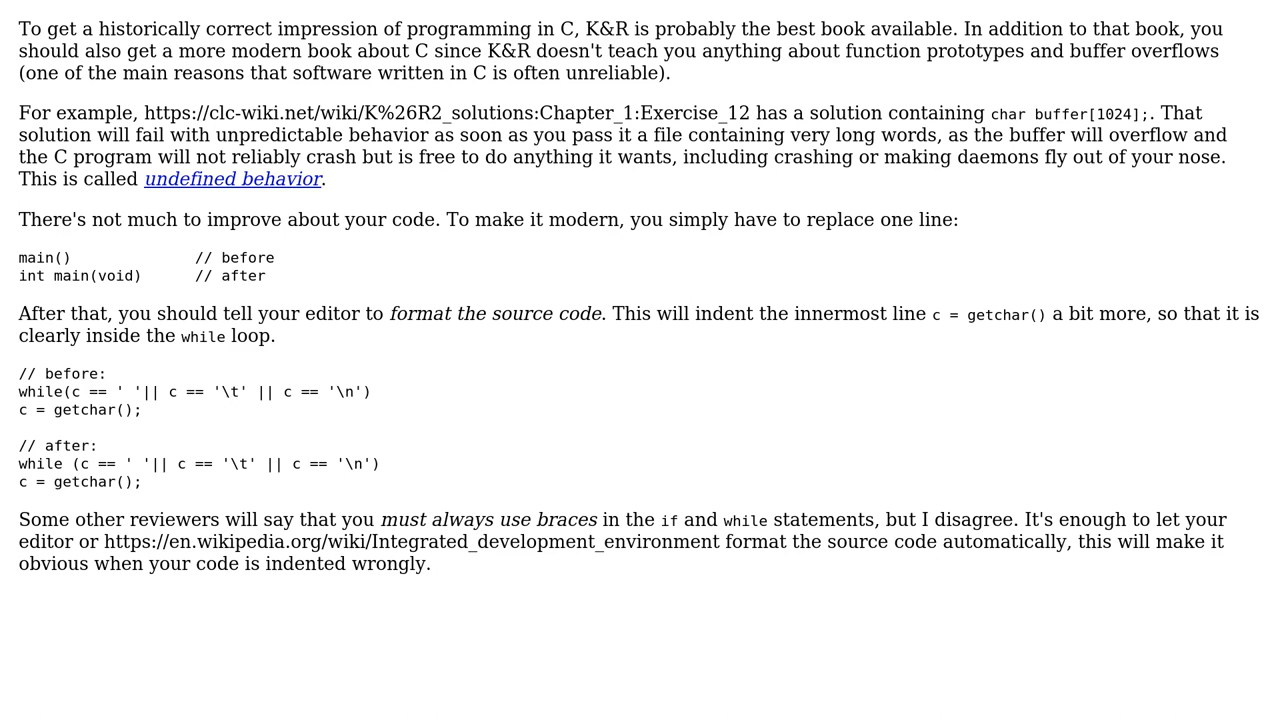 To get a historically correct impression of programming in C, K&R is probably the best book available. In addition to that book, you
should also get a more modern book about C since K&R doesn't teach you anything about function prototypes and buffer overflows
(one of the main reasons that software written in C is often unreliable).
For example, https://clc-wiki.net/wiki/K%26R2_solutions:Chapter_1:Exercise_12 has a solution containing char buffer[1024];. That
solution will fail with unpredictable behavior as soon as you pass it a file containing very long words, as the buffer will overflow and
the C program will not reliably crash but is free to do anything it wants, including crashing or making daemons fly out of your nose.
This is called undefined behavior.
There's not much to improve about your code. To make it modern, you simply have to replace one line:
main()              // before
int main(void)      // after
After that, you should tell your editor to format the source code. This will indent the innermost line c = getchar() a bit more, so that it is
clearly inside the while loop.
// before:
while(c == ' '|| c == '\t' || c == '\n')
c = getchar();
// after:
while (c == ' '|| c == '\t' || c == '\n')
c = getchar();
Some other reviewers will say that you must always use braces in the if and while statements, but I disagree. It's enough to let your
editor or https://en.wikipedia.org/wiki/Integrated_development_environment format the source code automatically, this will make it
obvious when your code is indented wrongly.